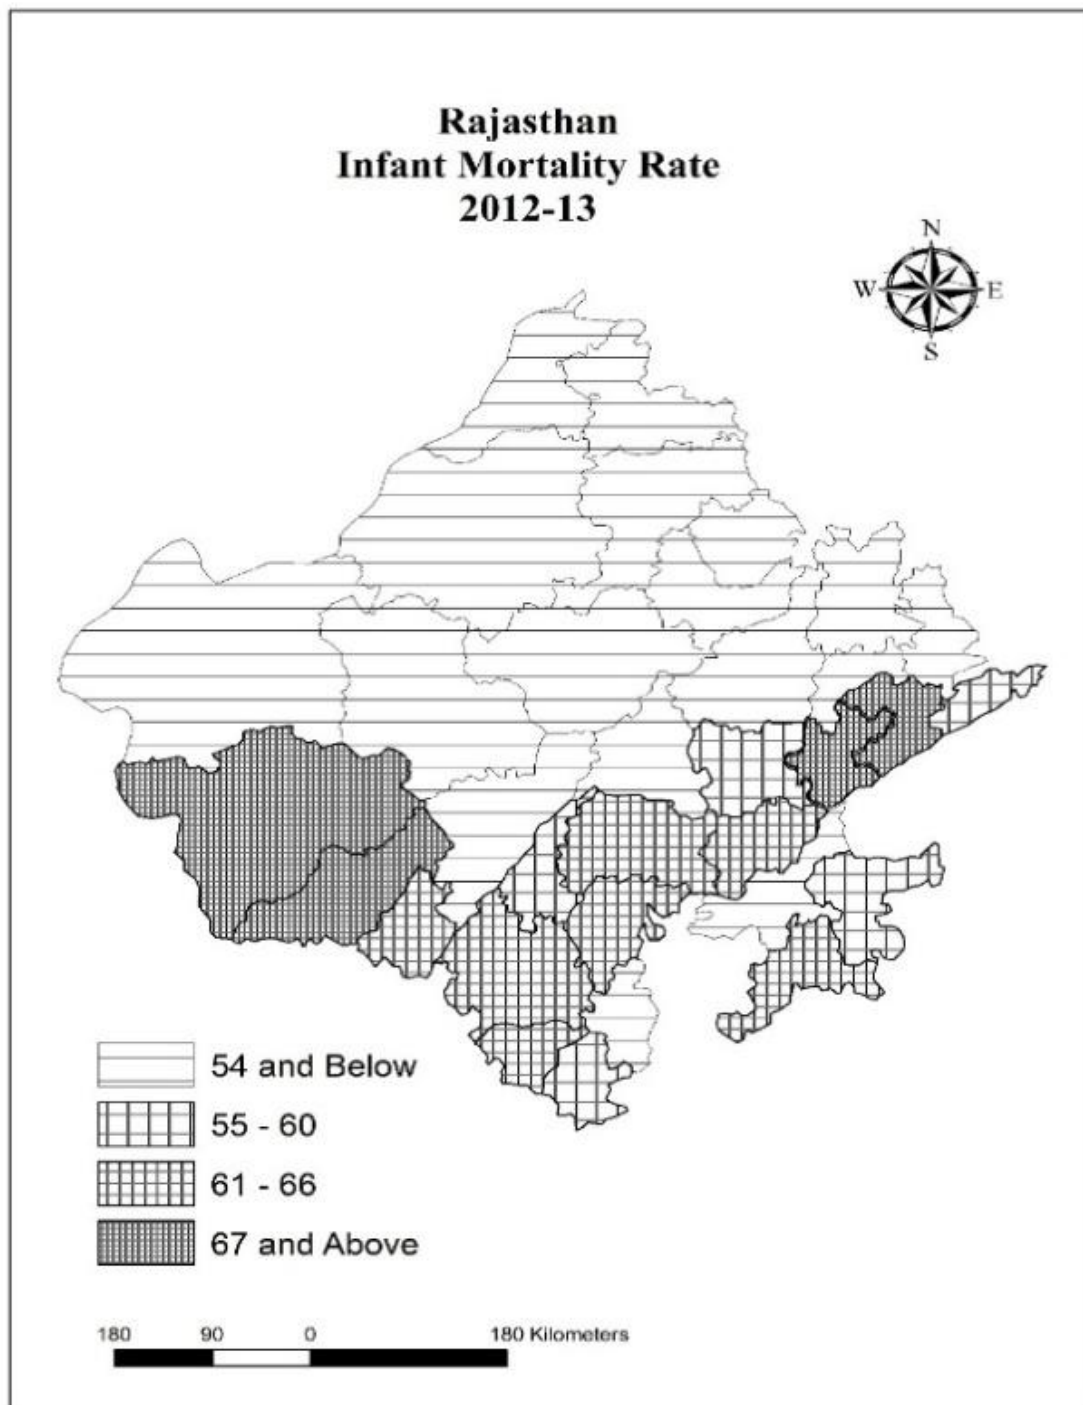 Rajasthan
Infant Mortality Rate
2012-13
N
W E
S
54 and Below
55 - 60
61 - 66
67 and Above
180 90 0 180 Kilometers